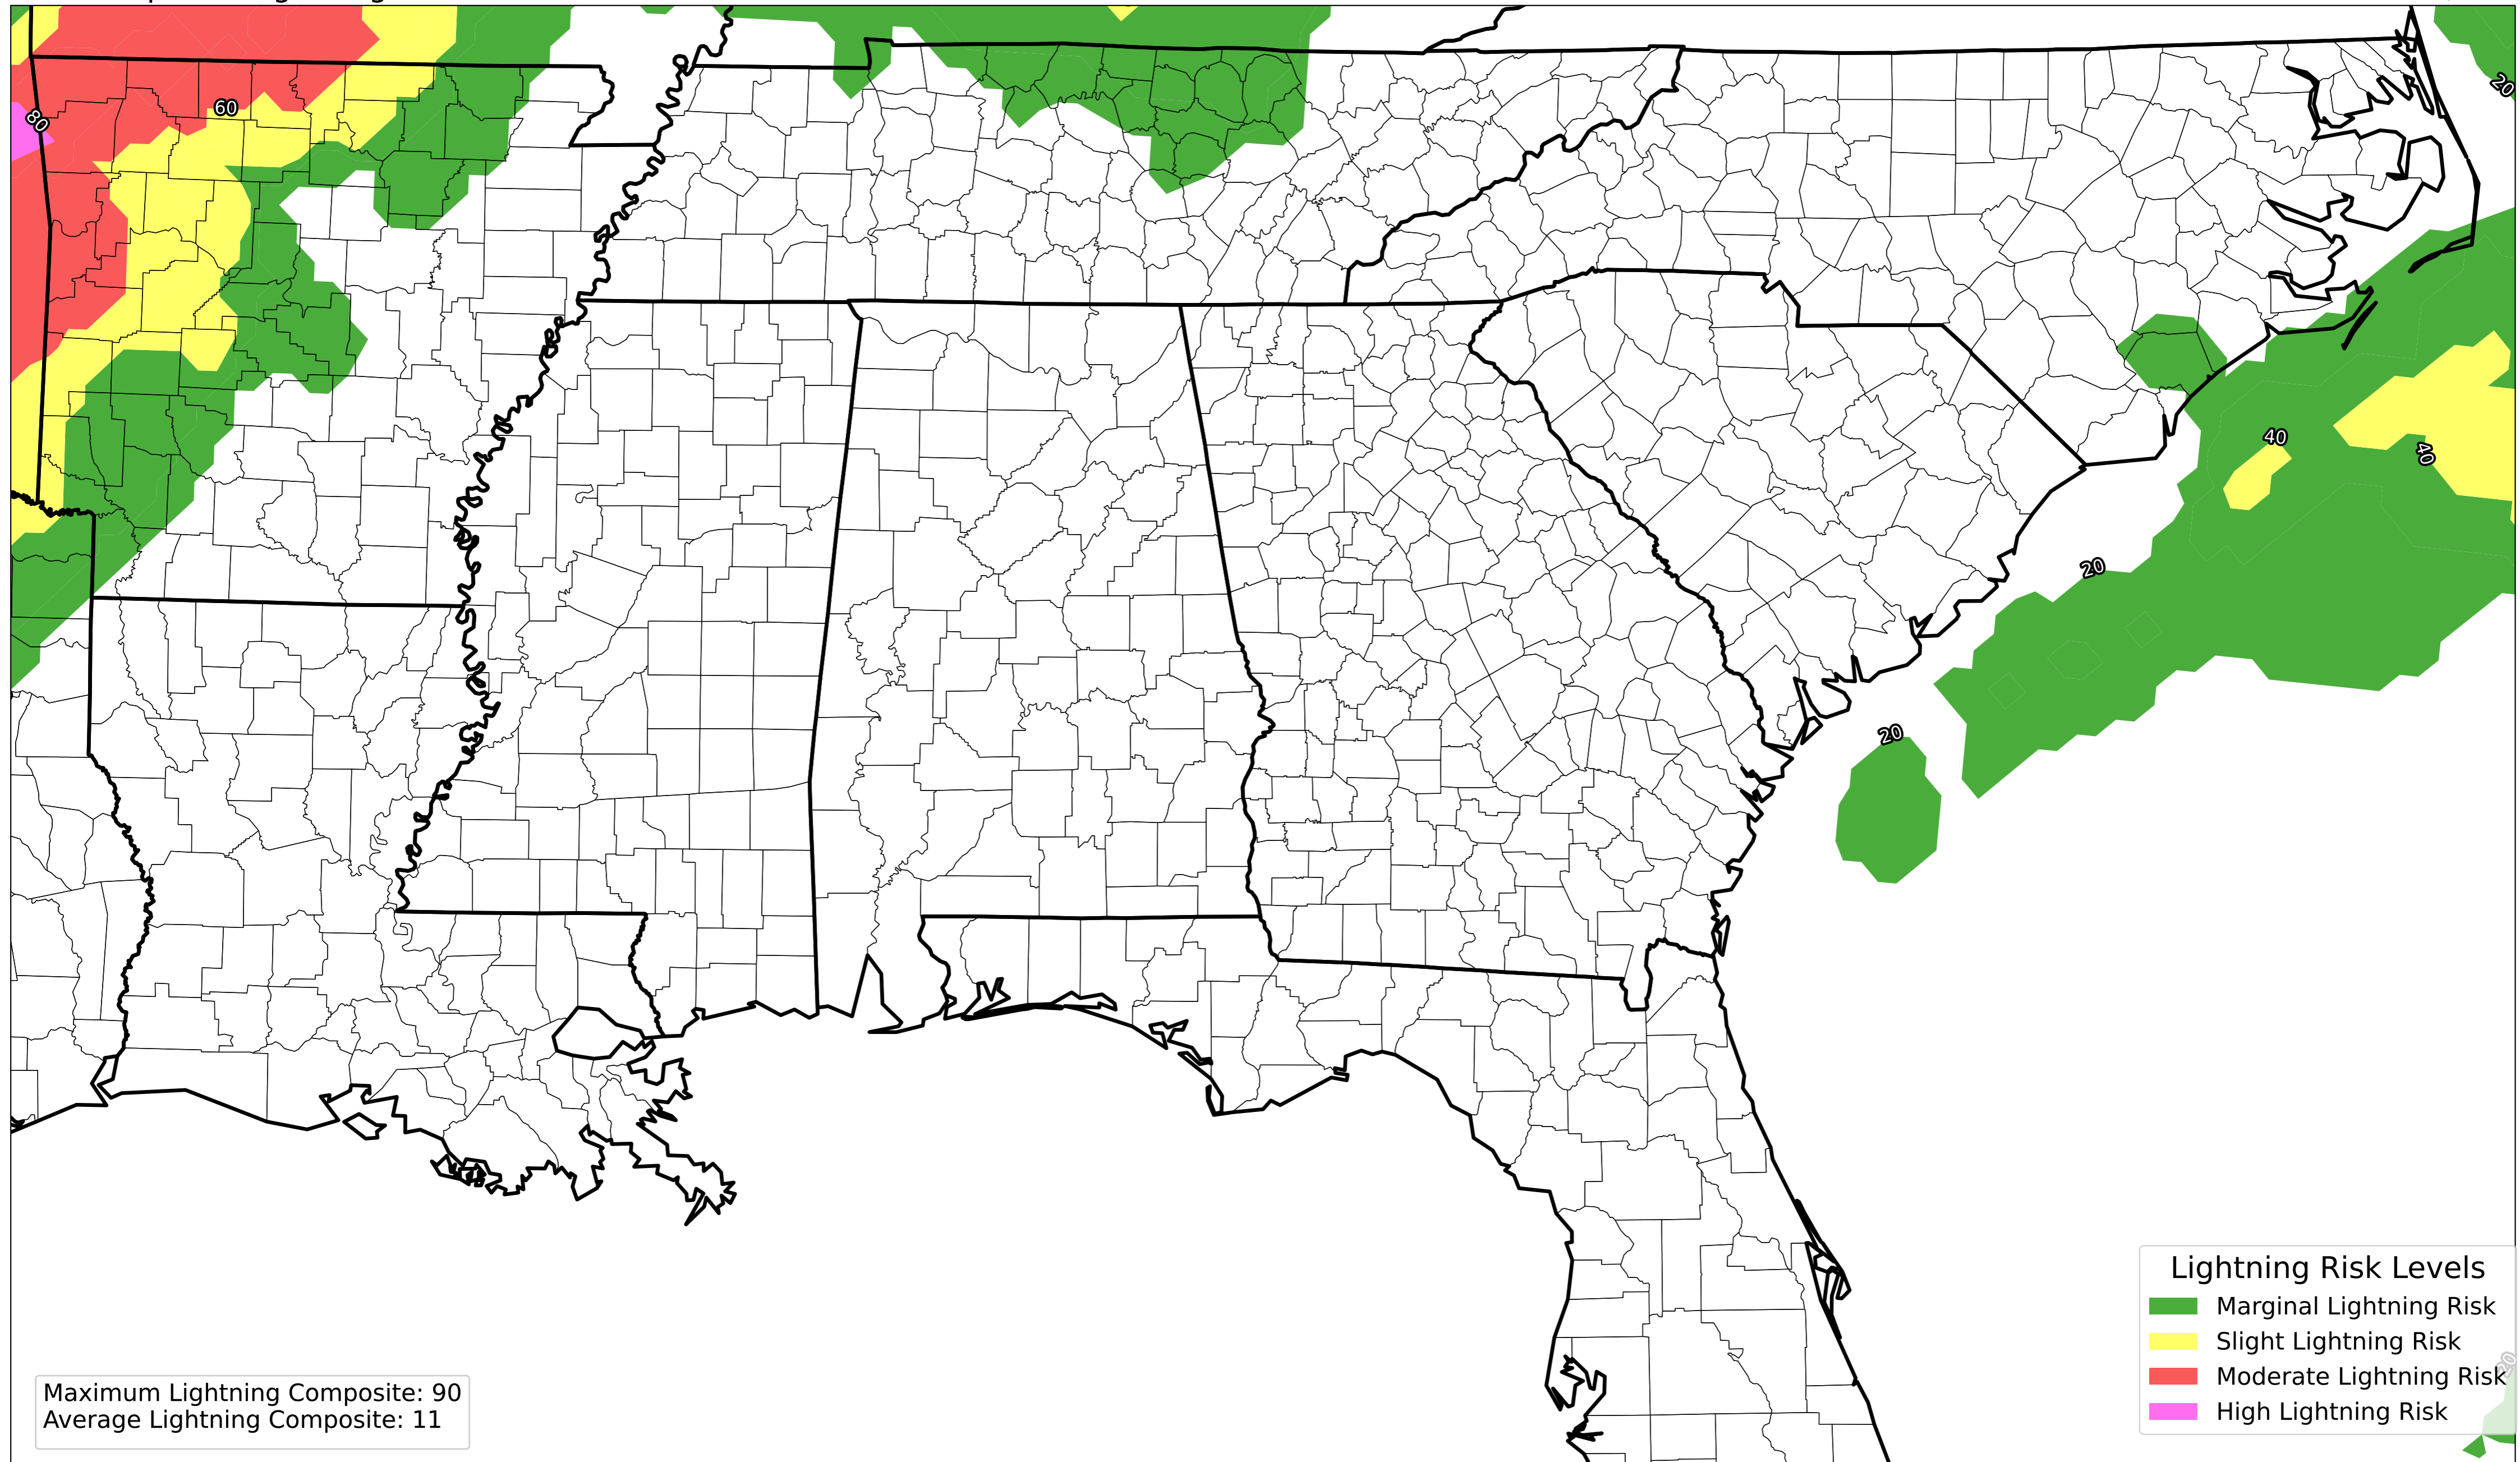 20
80
60
40
40
20
20
Lightning Risk Levels
Marginal Lightning Risk
Slight Lightning Risk
Moderate Lightning Risk
High Lightning Risk
20
Maximum Lightning Composite: 90
Average Lightning Composite: 11